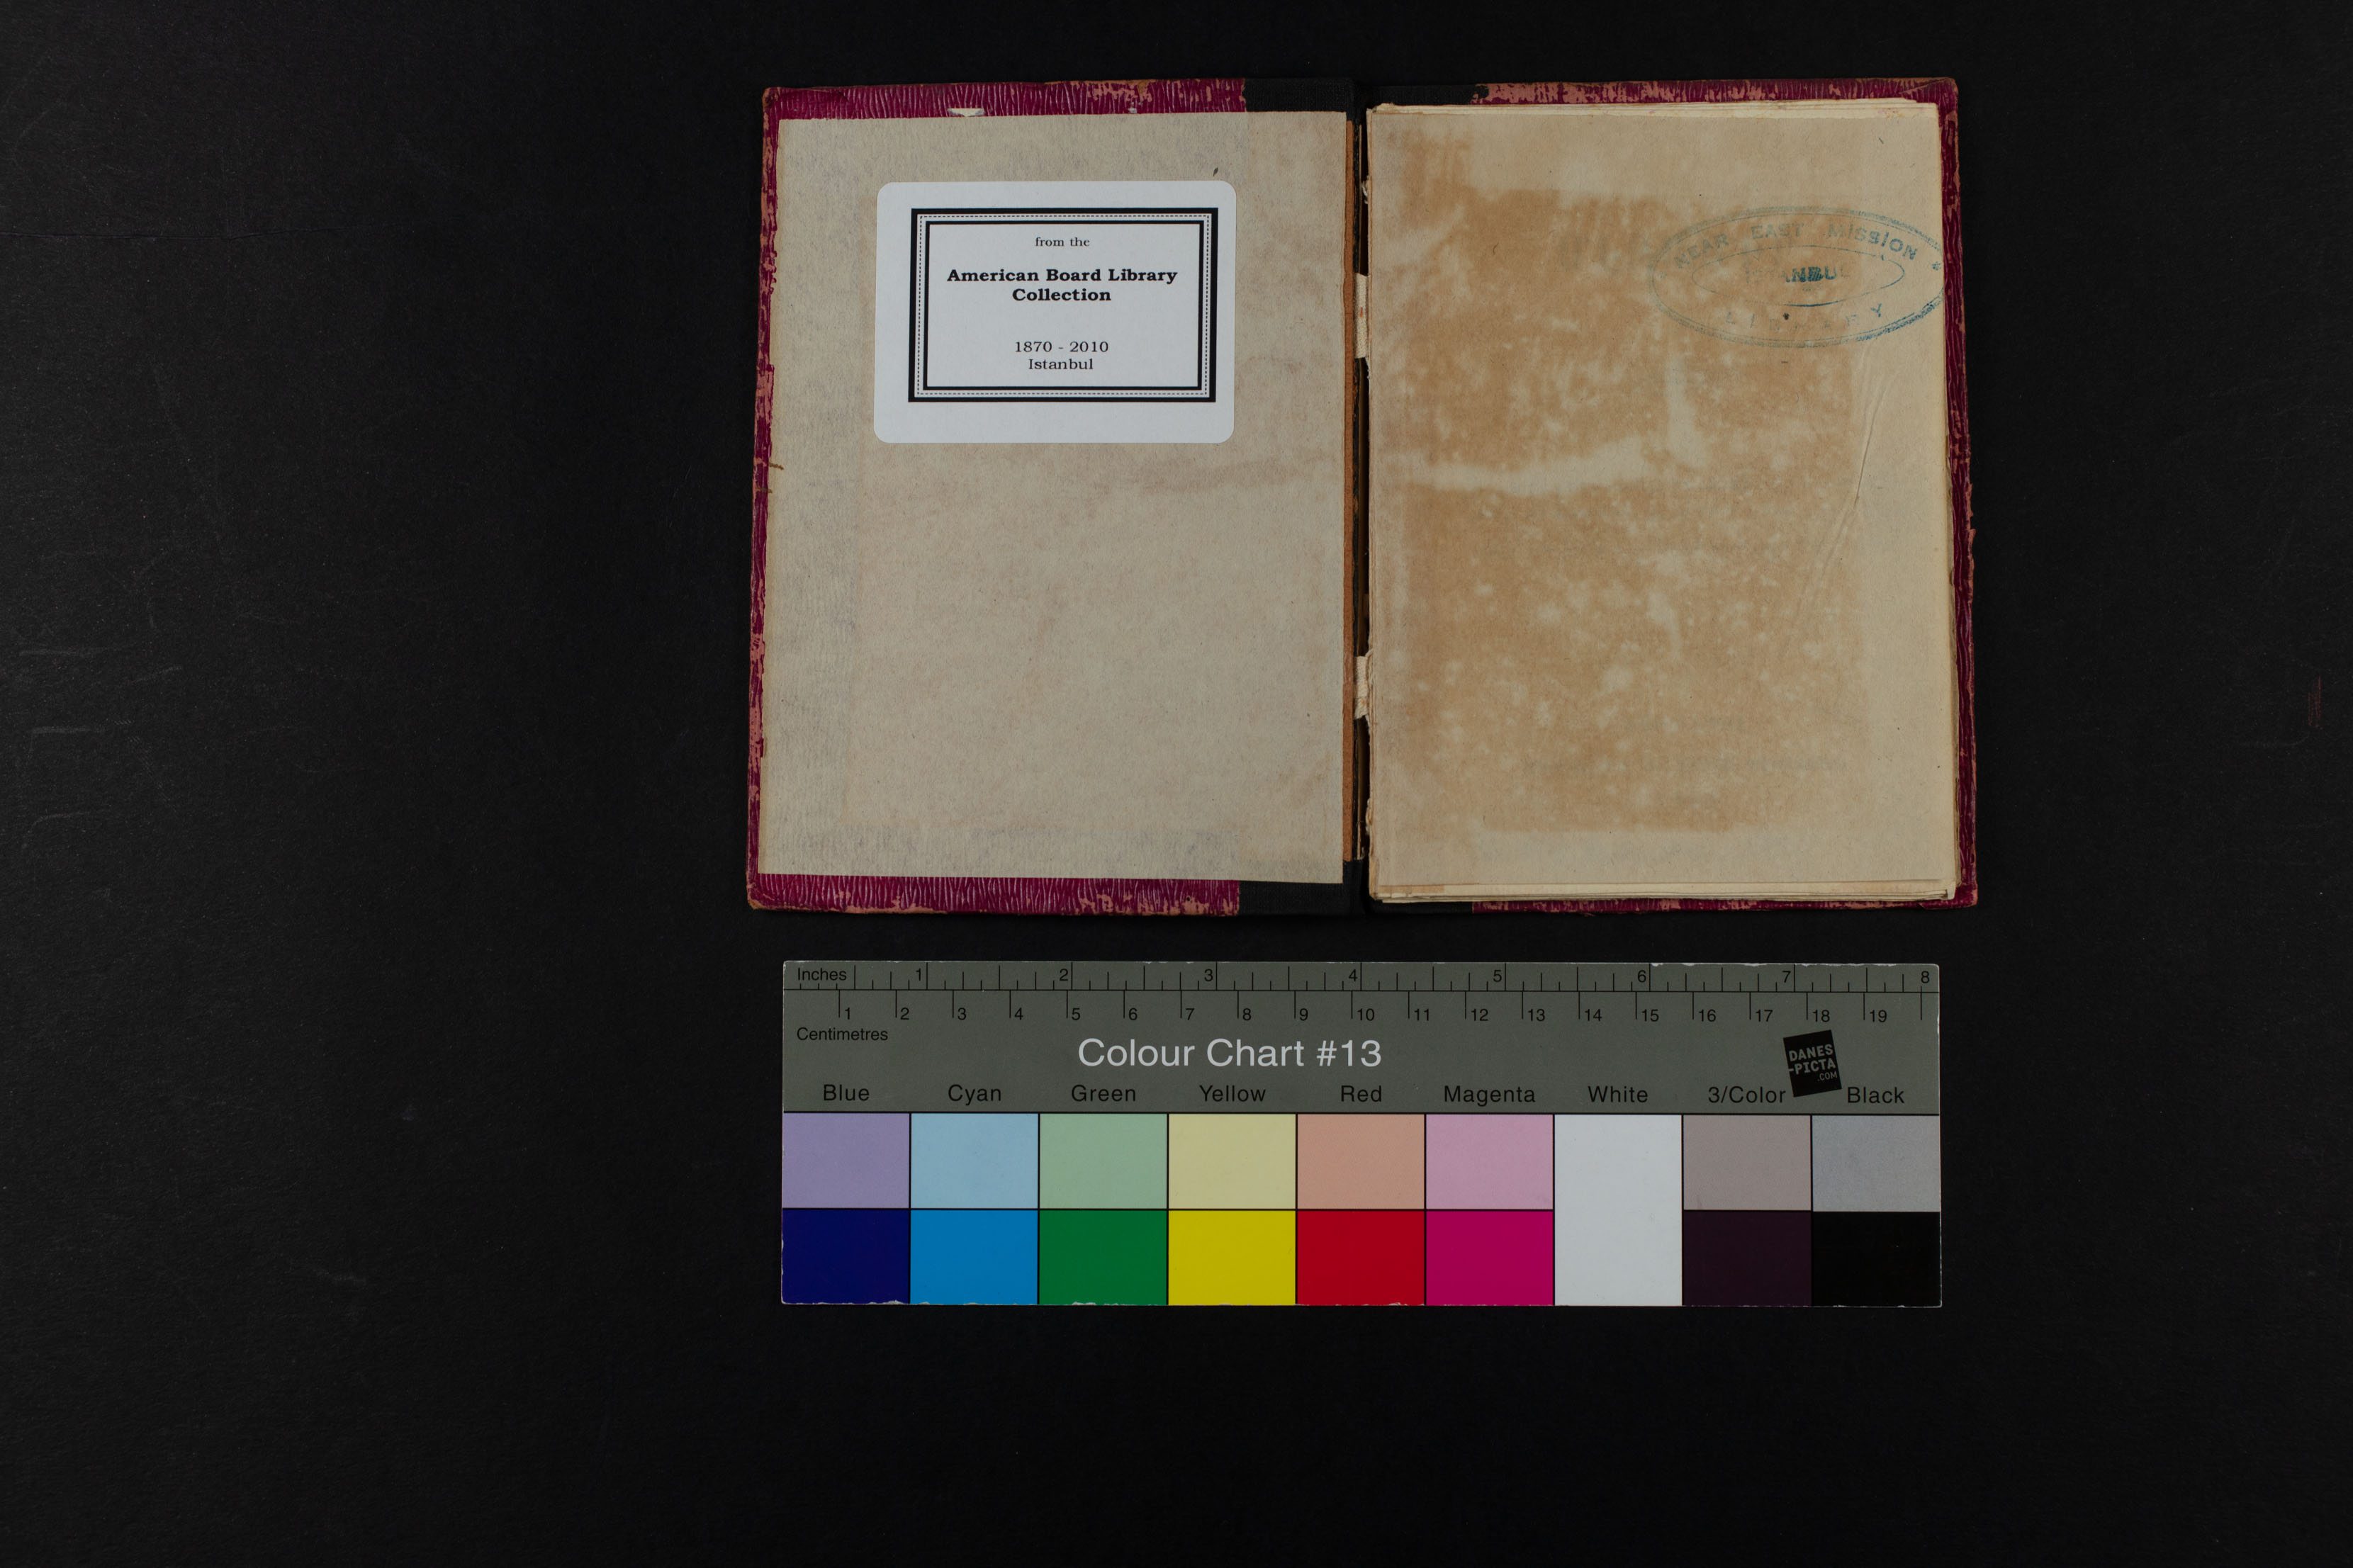 from the
American Board Library
Collection
1870 - 2010
Istanbul
NEAR EAST MISSION *
LIBRARY
Inches 1 2 3 4 5 6 7 8
1 2 3 4 5 6 7 8 9 10 11 12 13 14 15 16 17 18 19
Centimetres
Colour Chart #13
DANES
-PICTA
.COM
Blue Cyan Green Yellow Red Magenta White 3/Color Black